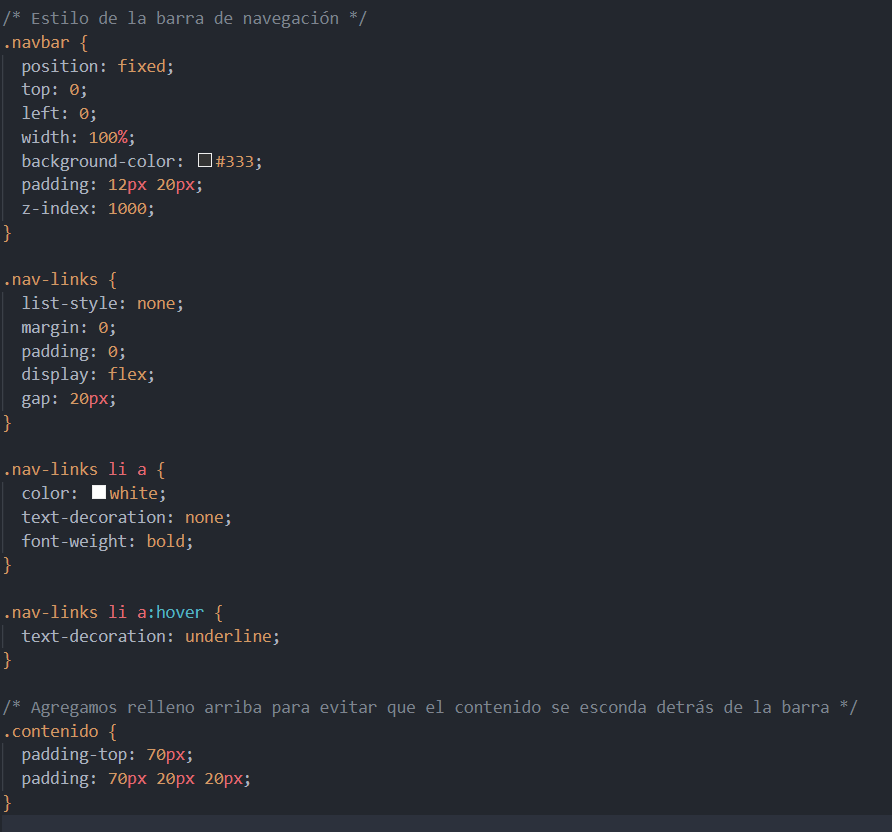 /* Estilo de la barra de navegación */
.navbar {
  position: fixed;
  top: 0;
  left: 0;
  width: 100%;
  background-color: #333;
  padding: 12px 20px;
  z-index: 1000;
}

.nav-links {
  list-style: none;
  margin: 0;
  padding: 0;
  display: flex;
  gap: 20px;
}

.nav-links li a {
  color: white;
  text-decoration: none;
  font-weight: bold;
}

.nav-links li a:hover {
  text-decoration: underline;
}

/* Agregamos relleno arriba para evitar que el contenido se esconda detrás de la barra */
.contenido {
  padding-top: 70px;
  padding: 70px 20px 20px;
}